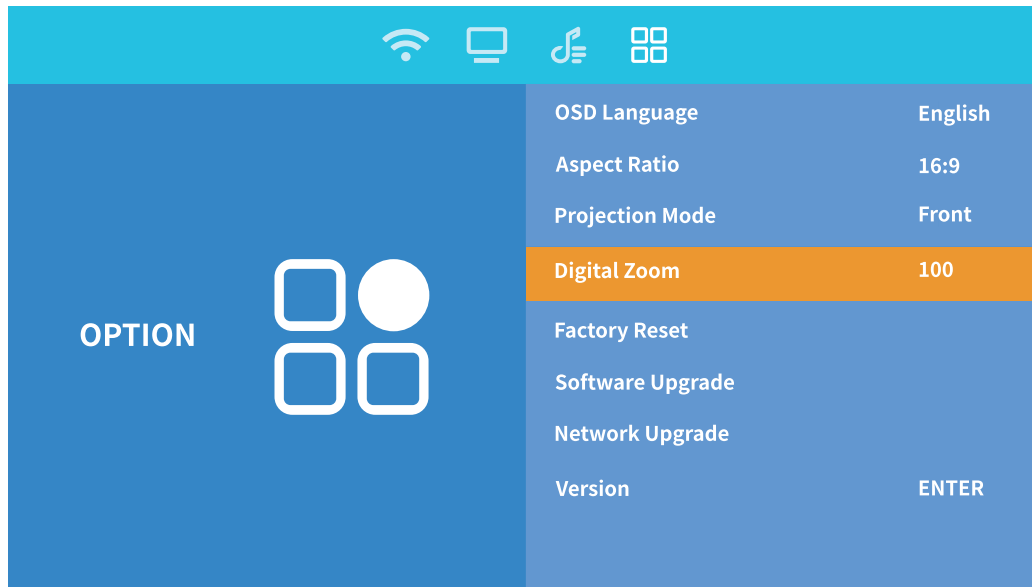 OPTION
OSD Language English
Aspect Ratio 16:9
Projection Mode Front
Digital Zoom 100
Factory Reset
Software Upgrade
Network Upgrade
Version ENTER